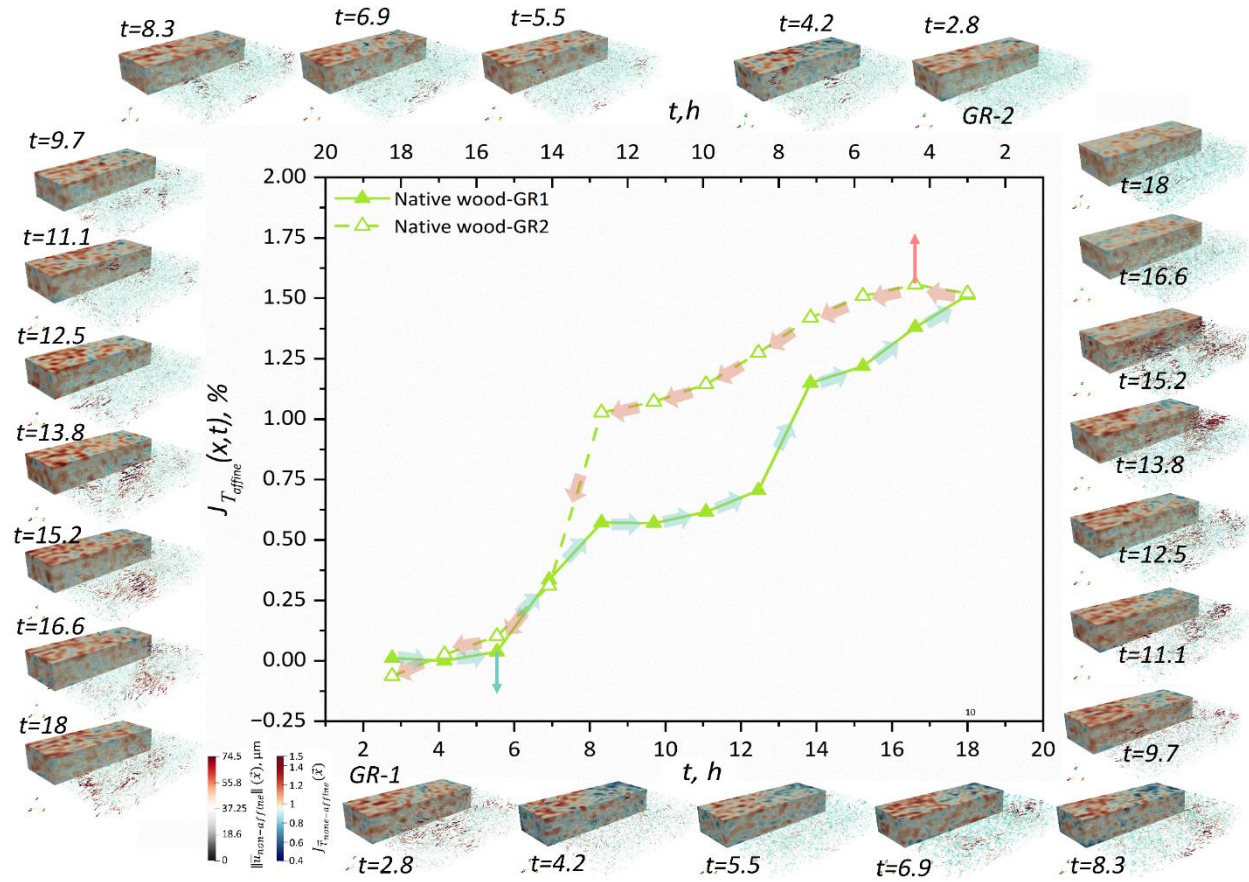 t=8.3
t=6.9
t=5.5
t=4.2
t=2.8
GR-2
t,h
20 18 16 14 12 10 8 6 4 2
2.00
1.75
1.50
1.25
1.00
0.75
0.50
0.25
0.00
−0.25
J_{T_{affine}}(x,t), %
Native wood-GR1
Native wood-GR2
10
2 4 6 8 10 12 14 16 18 20
t, h
t=9.7
t=11.1
t=12.5
t=13.8
t=15.2
t=16.6
t=18
t=18
t=16.6
t=15.2
t=13.8
t=12.5
t=11.1
t=9.7
74.5
55.8
37.25
18.6
0
‖u̅_{non-affine}‖(x⃗), μm
1.5
1.2
1
0.8
0.6
0.4
J_{T̅_{none-affine}}(x⃗)
GR-1
t=2.8
t=4.2
t=5.5
t=6.9
t=8.3